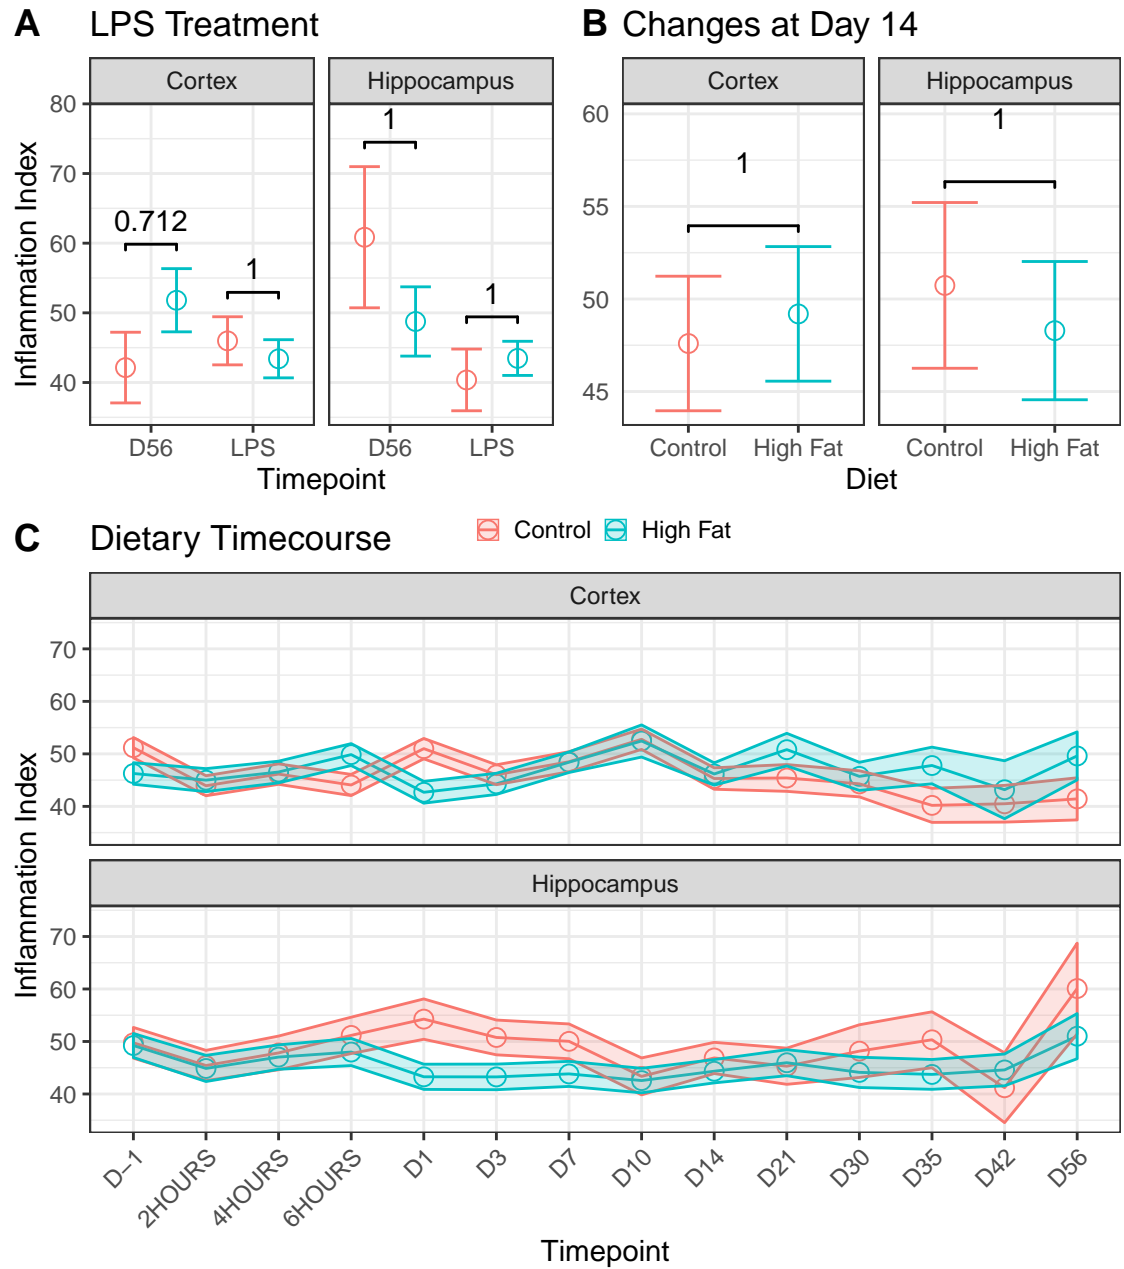 A LPS Treatment
Cortex Hippocampus
Inflammation Index
80
70
60
50
40
0.712
1
1
1
D56 LPS D56 LPS
Timepoint
B Changes at Day 14
Cortex Hippocampus
60
55
50
45
1
1
Control High Fat Control High Fat
Diet
C Dietary Timecourse
Control High Fat
Cortex
Inflammation Index
70
60
50
40
Hippocampus
70
60
50
40
D−1 2HOURS 4HOURS 6HOURS D1 D3 D7 D10 D14 D21 D30 D35 D42 D56
Timepoint